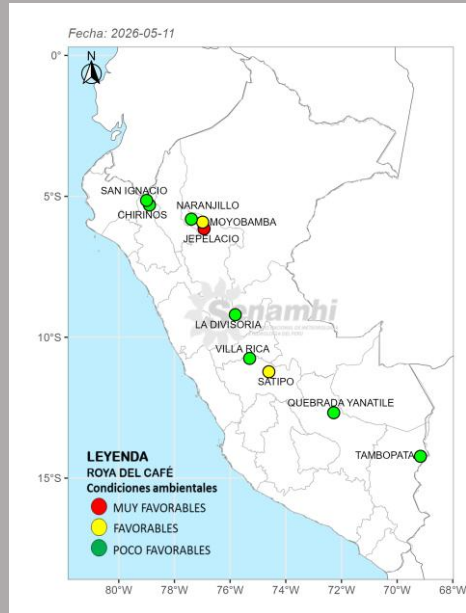 Fecha: 2026-05-11
N
0°
5°S
10°S
15°S
SAN IGNACIO
CHIRINOS
NARANJILLO
MOYOBAMBA
JEPELACIO
Senamhi
LA DIVISORIA
VILLA RICA
SATIPO
QUEBRADA YANATILE
TAMBOPATA
LEYENDA
ROYA DEL CAFÉ
Condiciones ambientales
MUY FAVORABLES
FAVORABLES
POCO FAVORABLES
80°W
78°W
76°W
74°W
72°W
70°W
68°W